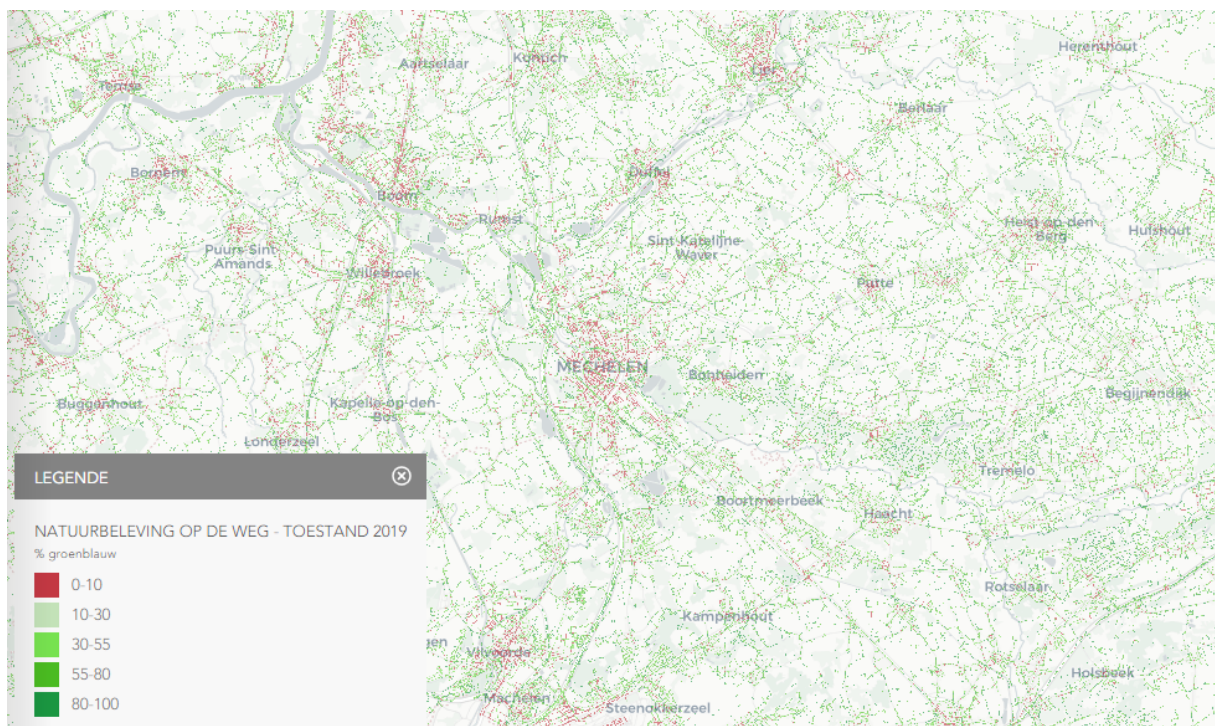 Herenthout
Kontich
Aartselaar
Lier
Temse
Berlaar
Bornem
Duffel
Boom
Rumst
Heist-op-den-
Berg
Hulshout
Puurs-Sint-
Amands
Sint-Katelijne-
Waver
Willebroek
Putte
MECHELEN
Bonheiden
Begijnendijk
Buggenhout
Kapelle-op-den-
Bos
Londerzeel
Tremelo
LEGENDE
Boortmeerbeek
Haacht
NATUURBELEVING OP DE WEG - TOESTAND 2019
% groenblauw
0-10
10-30
30-55
55-80
80-100
Rotselaar
Kampenhout
gen
Vilvoorde
Holsbeek
Machelen
Steenokkerzeel